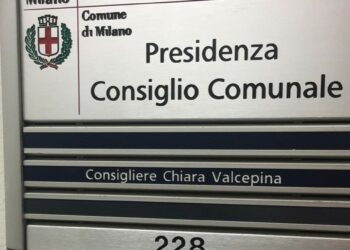 Milano
Comune
di Milano
Presidenza
Consiglio Comunale
Consigliere Chiara Valcepina
228